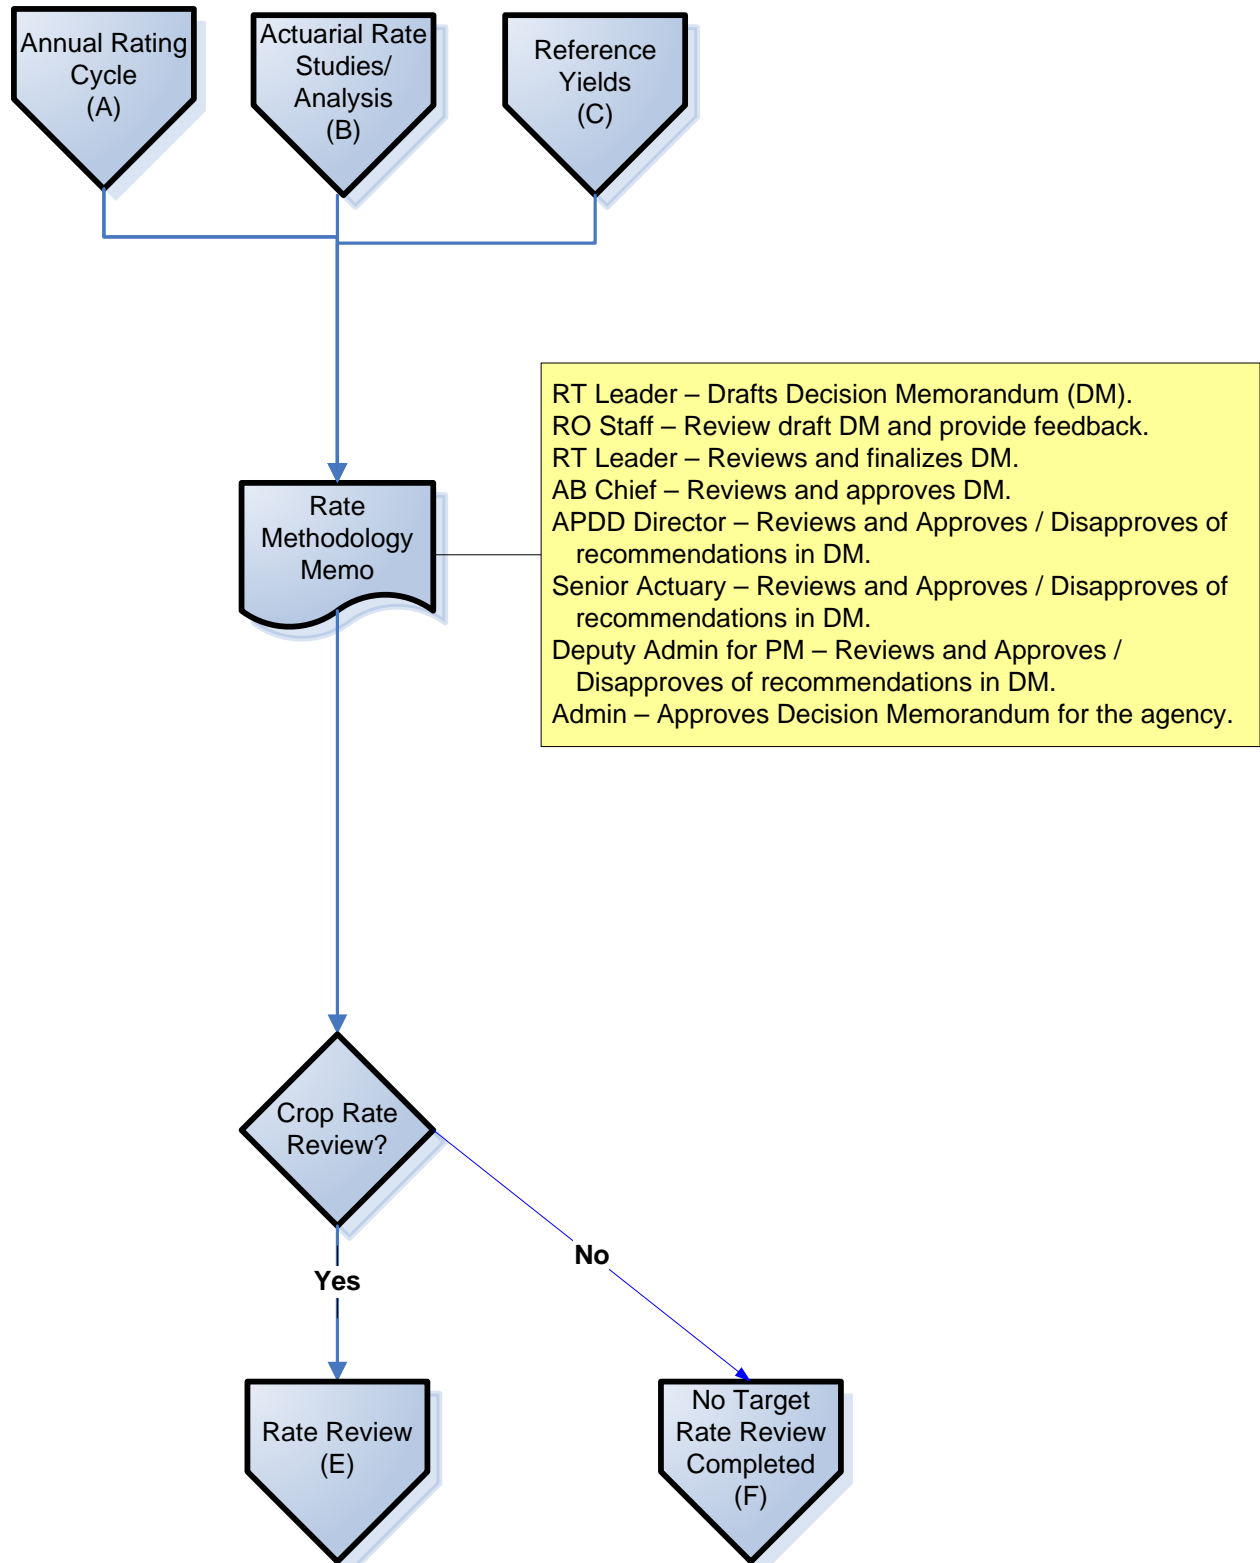 Annual Rating
Cycle
(A)
Actuarial Rate
Studies/
Analysis
(B)
Reference
Yields
(C)
RT Leader – Drafts Decision Memorandum (DM).
RO Staff – Review draft DM and provide feedback.
RT Leader – Reviews and finalizes DM.
AB Chief – Reviews and approves DM.
APDD Director – Reviews and Approves / Disapproves of
recommendations in DM.
Senior Actuary – Reviews and Approves / Disapproves of
recommendations in DM.
Deputy Admin for PM – Reviews and Approves /
Disapproves of recommendations in DM.
Admin – Approves Decision Memorandum for the agency.
Rate
Methodology
Memo
Crop Rate
Review?
No
Yes
Rate Review
(E)
No Target
Rate Review
Completed
(F)